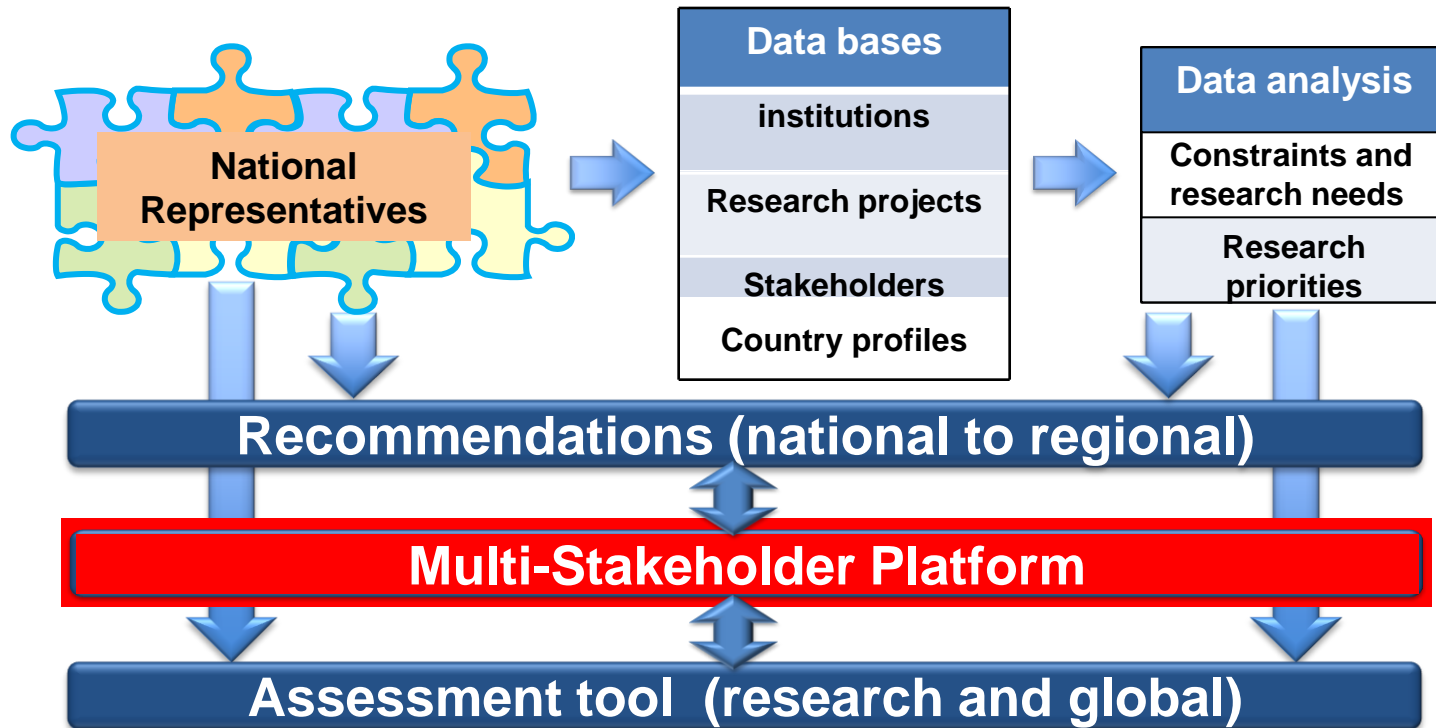 National
Representatives
Data bases
institutions
Research projects
Stakeholders
Country profiles
Data analysis
Constraints and
research needs
Research
priorities
Recommendations (national to regional)
Multi-Stakeholder Platform
Assessment tool  (research and global)